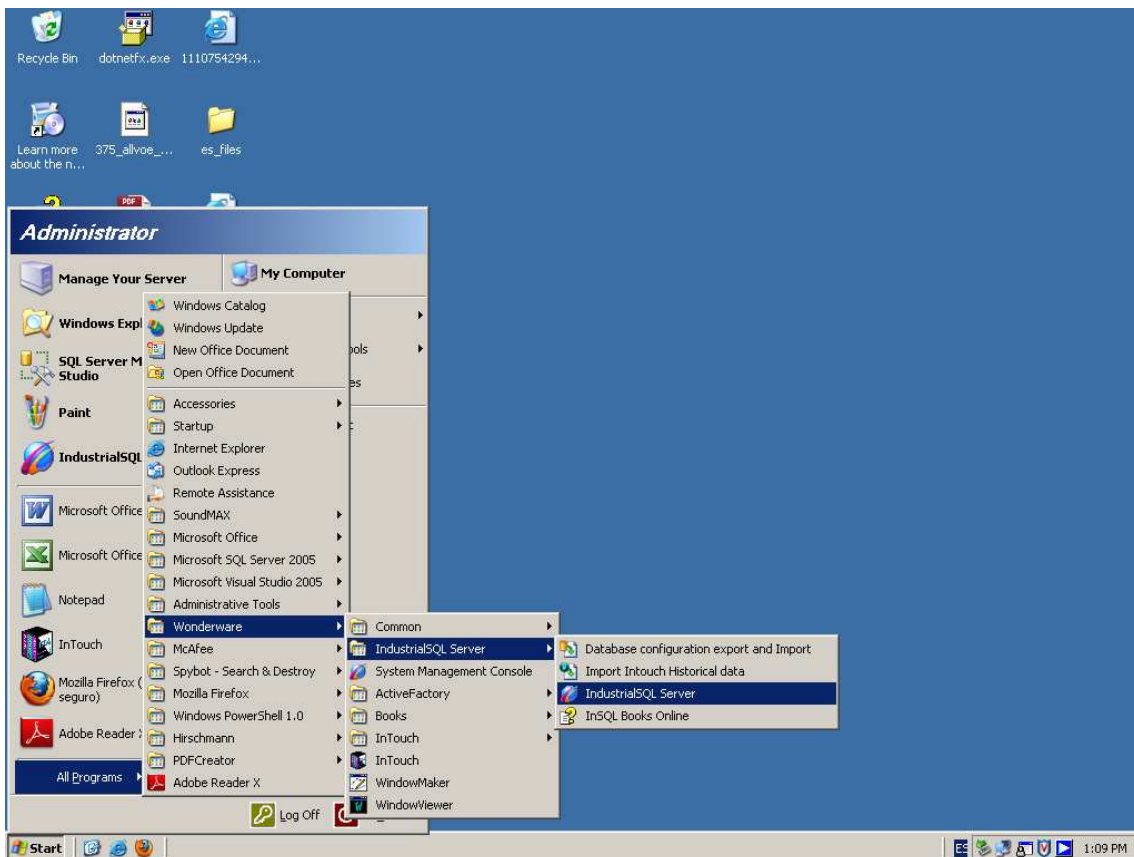 Recycle Bin
dotnetfx.exe
1110754294...
Learn more
about the n...
375_allvoe_...
es_files
PDF
Administrator
Manage Your Server
My Computer
Windows Expl
SQL Server M
Studio
Paint
IndustrialSQL
Microsoft Office
Microsoft Office
Notepad
InTouch
Mozilla Firefox (
seguro)
Adobe Reader
All Programs
ools
es
Windows Catalog
Windows Update
New Office Document
Open Office Document
Accessories
Startup
Internet Explorer
Outlook Express
Remote Assistance
SoundMAX
Microsoft Office
Microsoft SQL Server 2005
Microsoft Visual Studio 2005
Administrative Tools
Wonderware
McAfee
Spybot - Search & Destroy
Mozilla Firefox
Windows PowerShell 1.0
Hirschmann
PDFCreator
Adobe Reader X
Common
IndustrialSQL Server
System Management Console
ActiveFactory
Books
InTouch
InTouch
WindowMaker
WindowViewer
Database configuration export and Import
Import Intouch Historical data
IndustrialSQL Server
InSQL Books Online
Log Off
Start
ES
1:09 PM